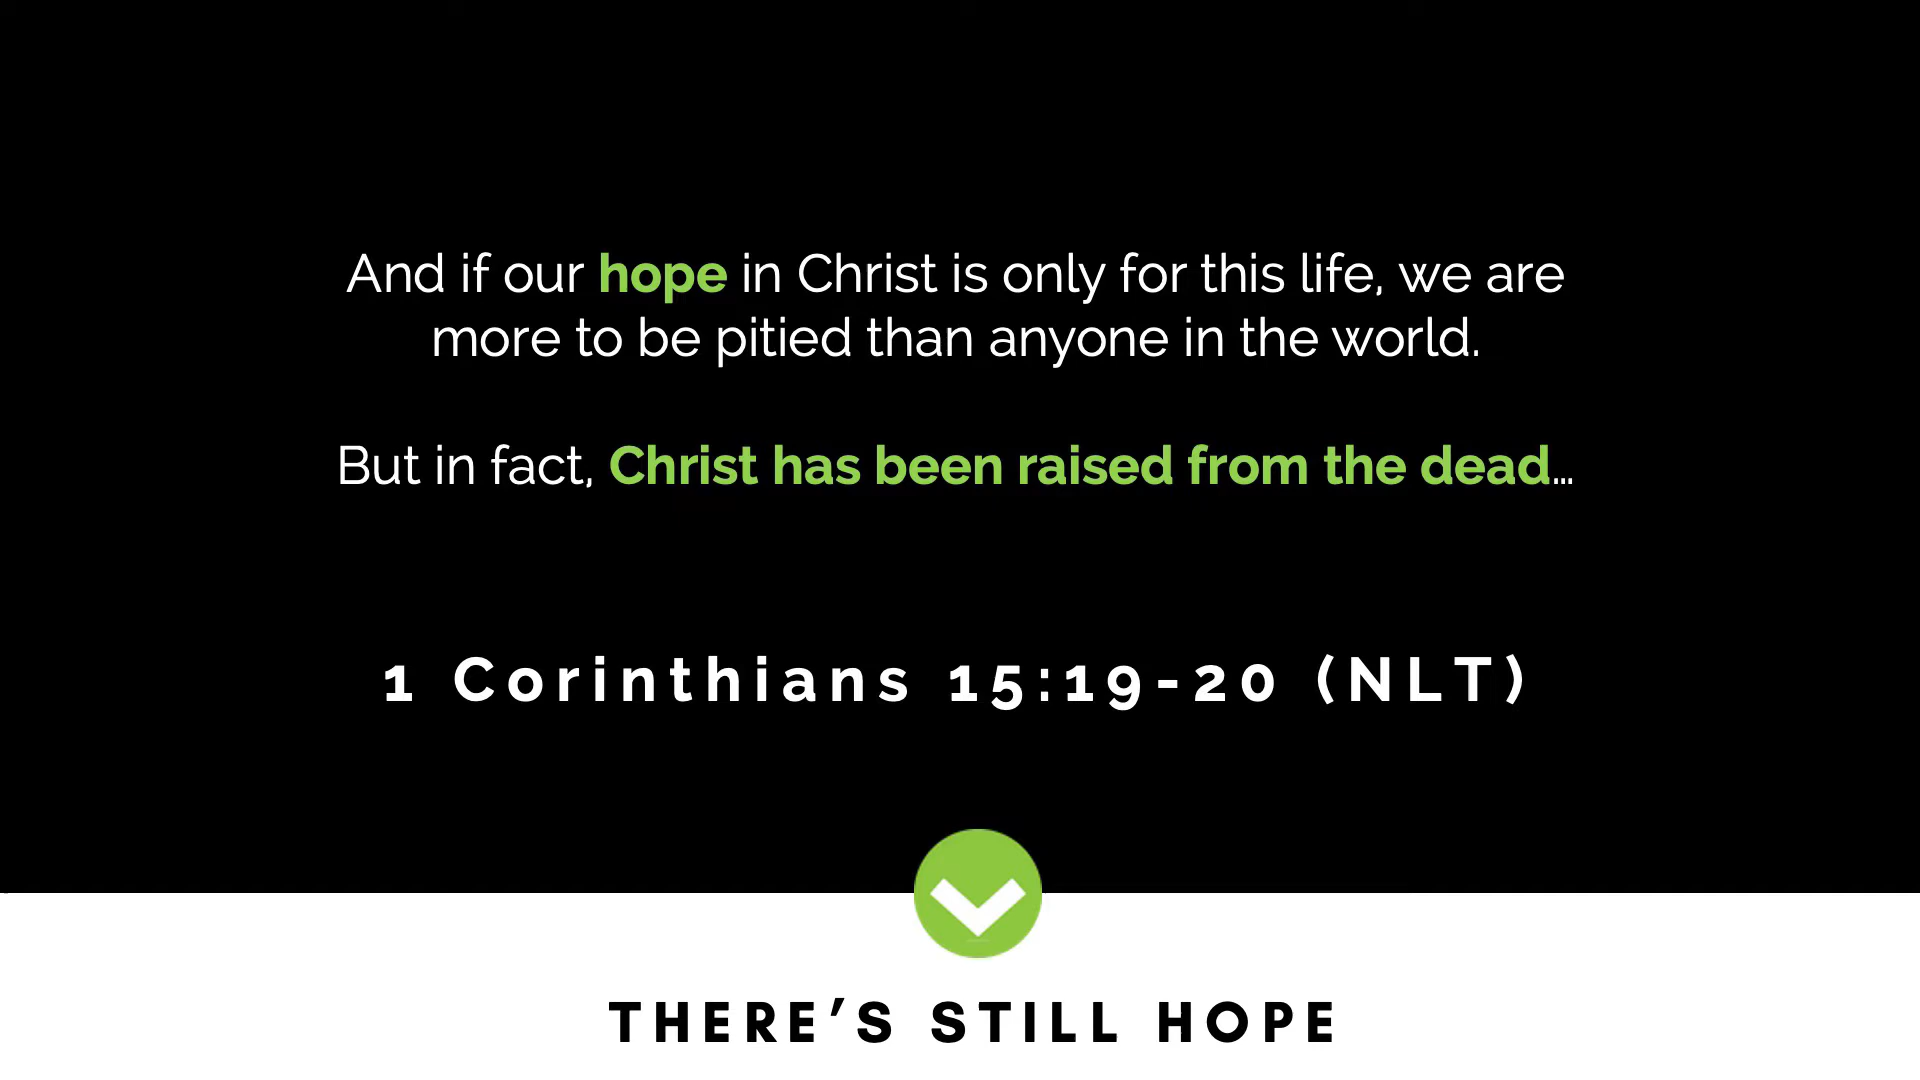 And if our hope in Christ is only for this life, we are
more to be pitied than anyone in the world.
But in fact, Christ has been raised from the dead…
1 Corinthians 15:19-20 (NLT)
THERE’S STILL HOPE